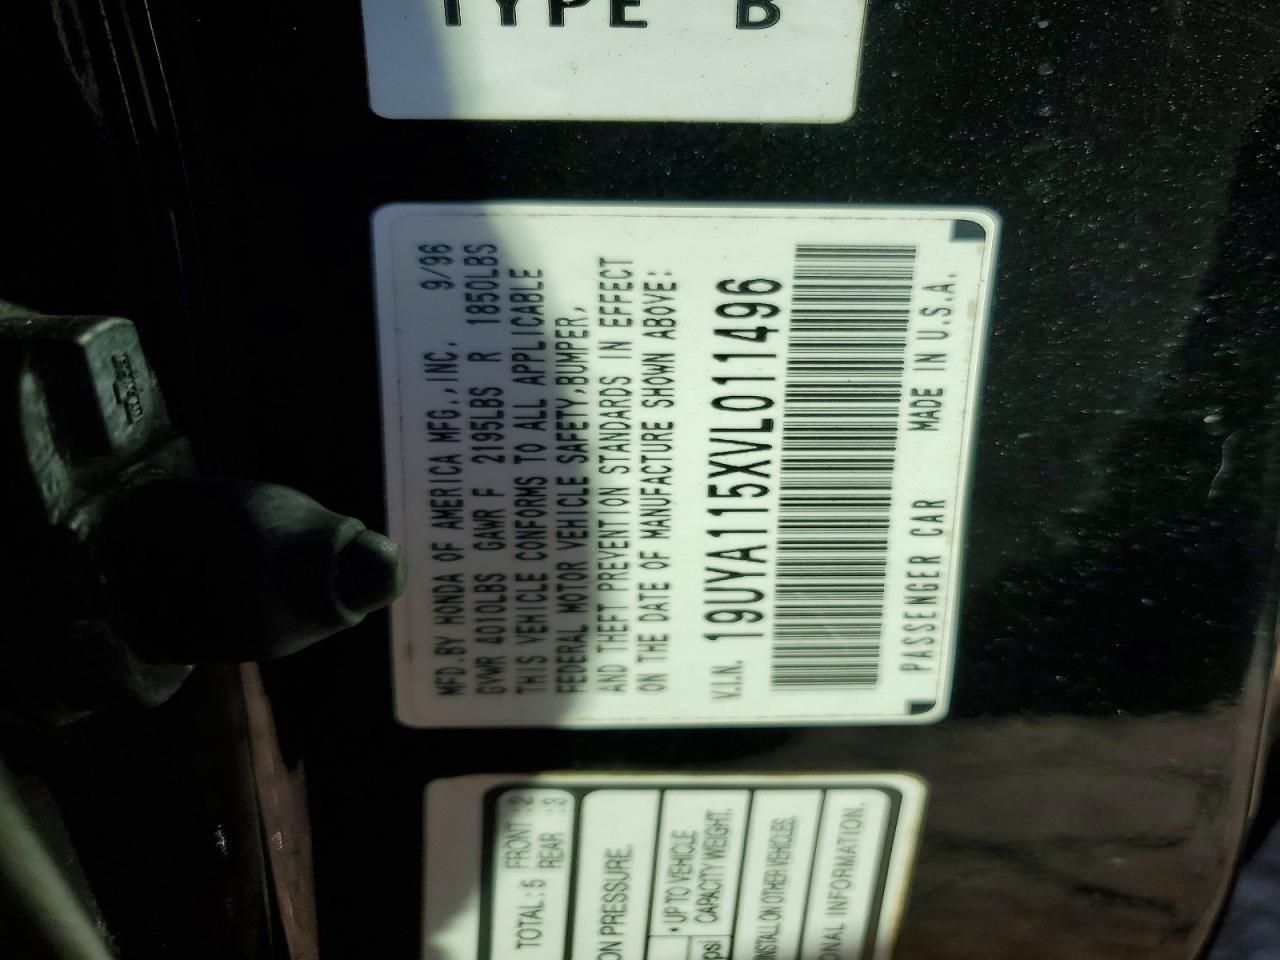 TYPE B
MFD.BY HONDA OF AMERICA MFG.,INC. 9/96
GVWR 4010LBS GAWR F 2195LBS R 1850LBS
THIS VEHICLE CONFORMS TO ALL APPLICABLE
FEDERAL MOTOR VEHICLE SAFETY,BUMPER,
AND THEFT PREVENTION STANDARDS IN EFFECT
ON THE DATE OF MANUFACTURE SHOWN ABOVE:
V.I.N. 19UYA1115XVL011496
PASSENGER CAR MADE IN U.S.A.
TOTAL:5 FRONT:2
REAR :3
PRESSURE.
• UP TO VEHICLE
CAPACITY WEIGHT.
psi
INSTALL ON OTHER VEHICLES.
INFORMATION.